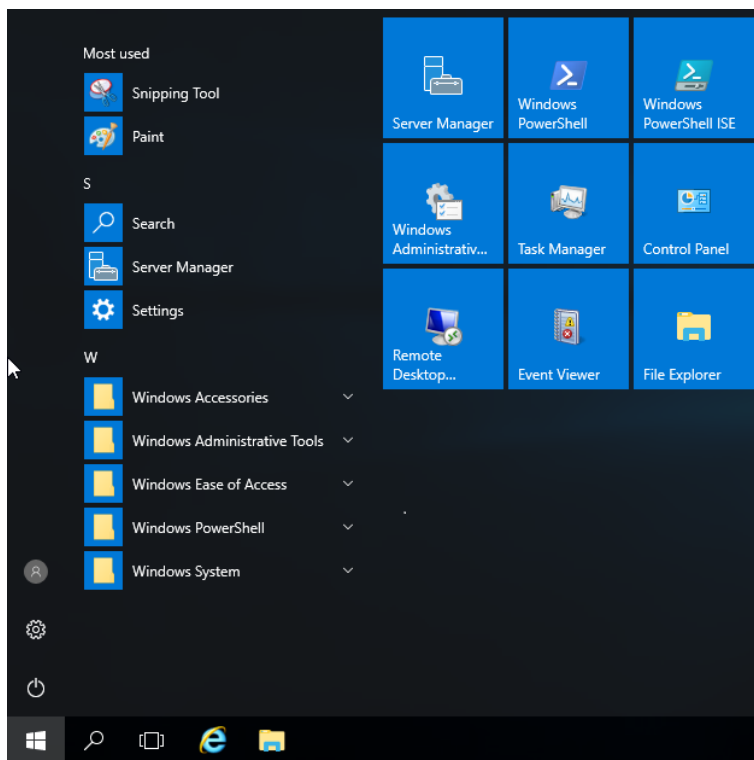 Most used
Snipping Tool
Paint
S
Search
Server Manager
Settings
W
Windows Accessories
Windows Administrative Tools
Windows Ease of Access
Windows PowerShell
Windows System
Server Manager
Windows
PowerShell
Windows
PowerShell ISE
Windows
Administrativ...
Task Manager
Control Panel
Remote
Desktop...
Event Viewer
File Explorer